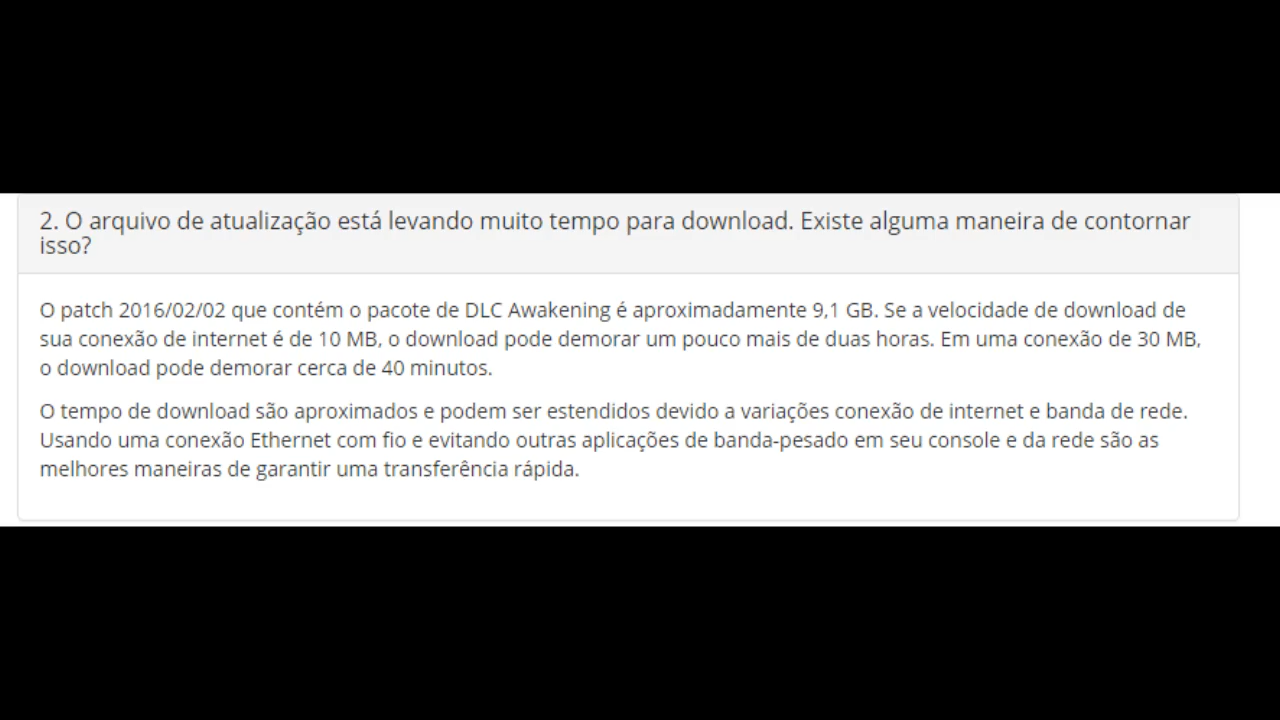 2. O arquivo de atualização está levando muito tempo para download. Existe alguma maneira de contornar
isso?
O patch 2016/02/02 que contém o pacote de DLC Awakening é aproximadamente 9,1 GB. Se a velocidade de download de
sua conexão de internet é de 10 MB, o download pode demorar um pouco mais de duas horas. Em uma conexão de 30 MB,
o download pode demorar cerca de 40 minutos.
O tempo de download são aproximados e podem ser estendidos devido a variações conexão de internet e banda de rede.
Usando uma conexão Ethernet com fio e evitando outras aplicações de banda-pesado em seu console e da rede são as
melhores maneiras de garantir uma transferência rápida.